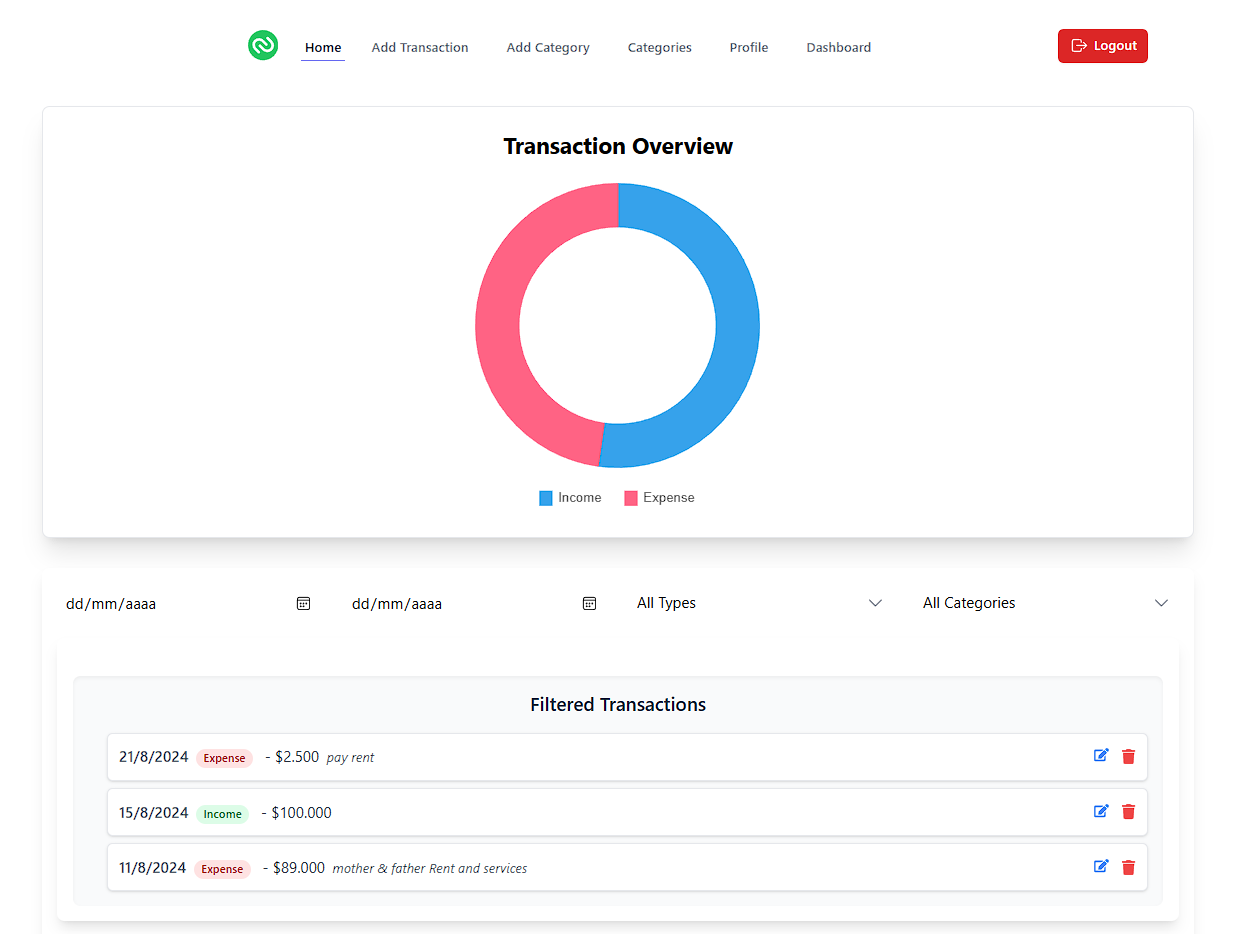 Home Add Transaction Add Category Categories Profile Dashboard Logout
Transaction Overview
Income Expense
dd/mm/aaaa dd/mm/aaaa All Types All Categories
Filtered Transactions
21/8/2024 Expense - $2.500 pay rent
15/8/2024 Income - $100.000
11/8/2024 Expense - $89.000 mother & father Rent and services